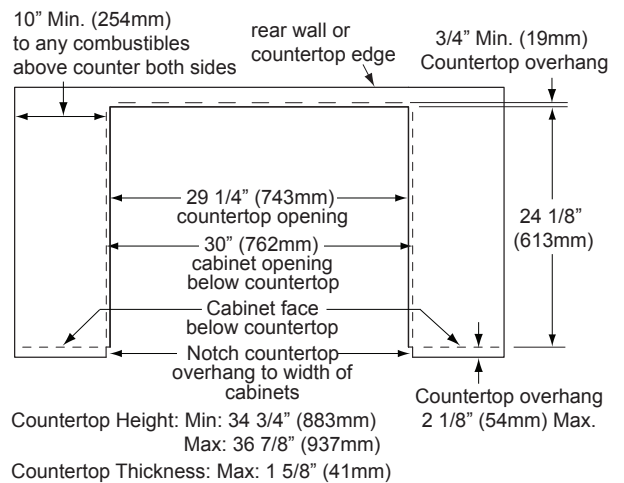 10” Min. (254mm)
to any combustibles
above counter both sides
rear wall or
countertop edge
3/4” Min. (19mm)
Countertop overhang
29 1/4” (743mm)
countertop opening
24 1/8”
(613mm)
30” (762mm)
cabinet opening
below countertop
Cabinet face
below countertop
Notch countertop
overhang to width of
cabinets
Countertop overhang
2 1/8” (54mm) Max.
Countertop Height: Min: 34 3/4” (883mm)
Max: 36 7/8” (937mm)
Countertop Thickness: Max: 1 5/8” (41mm)